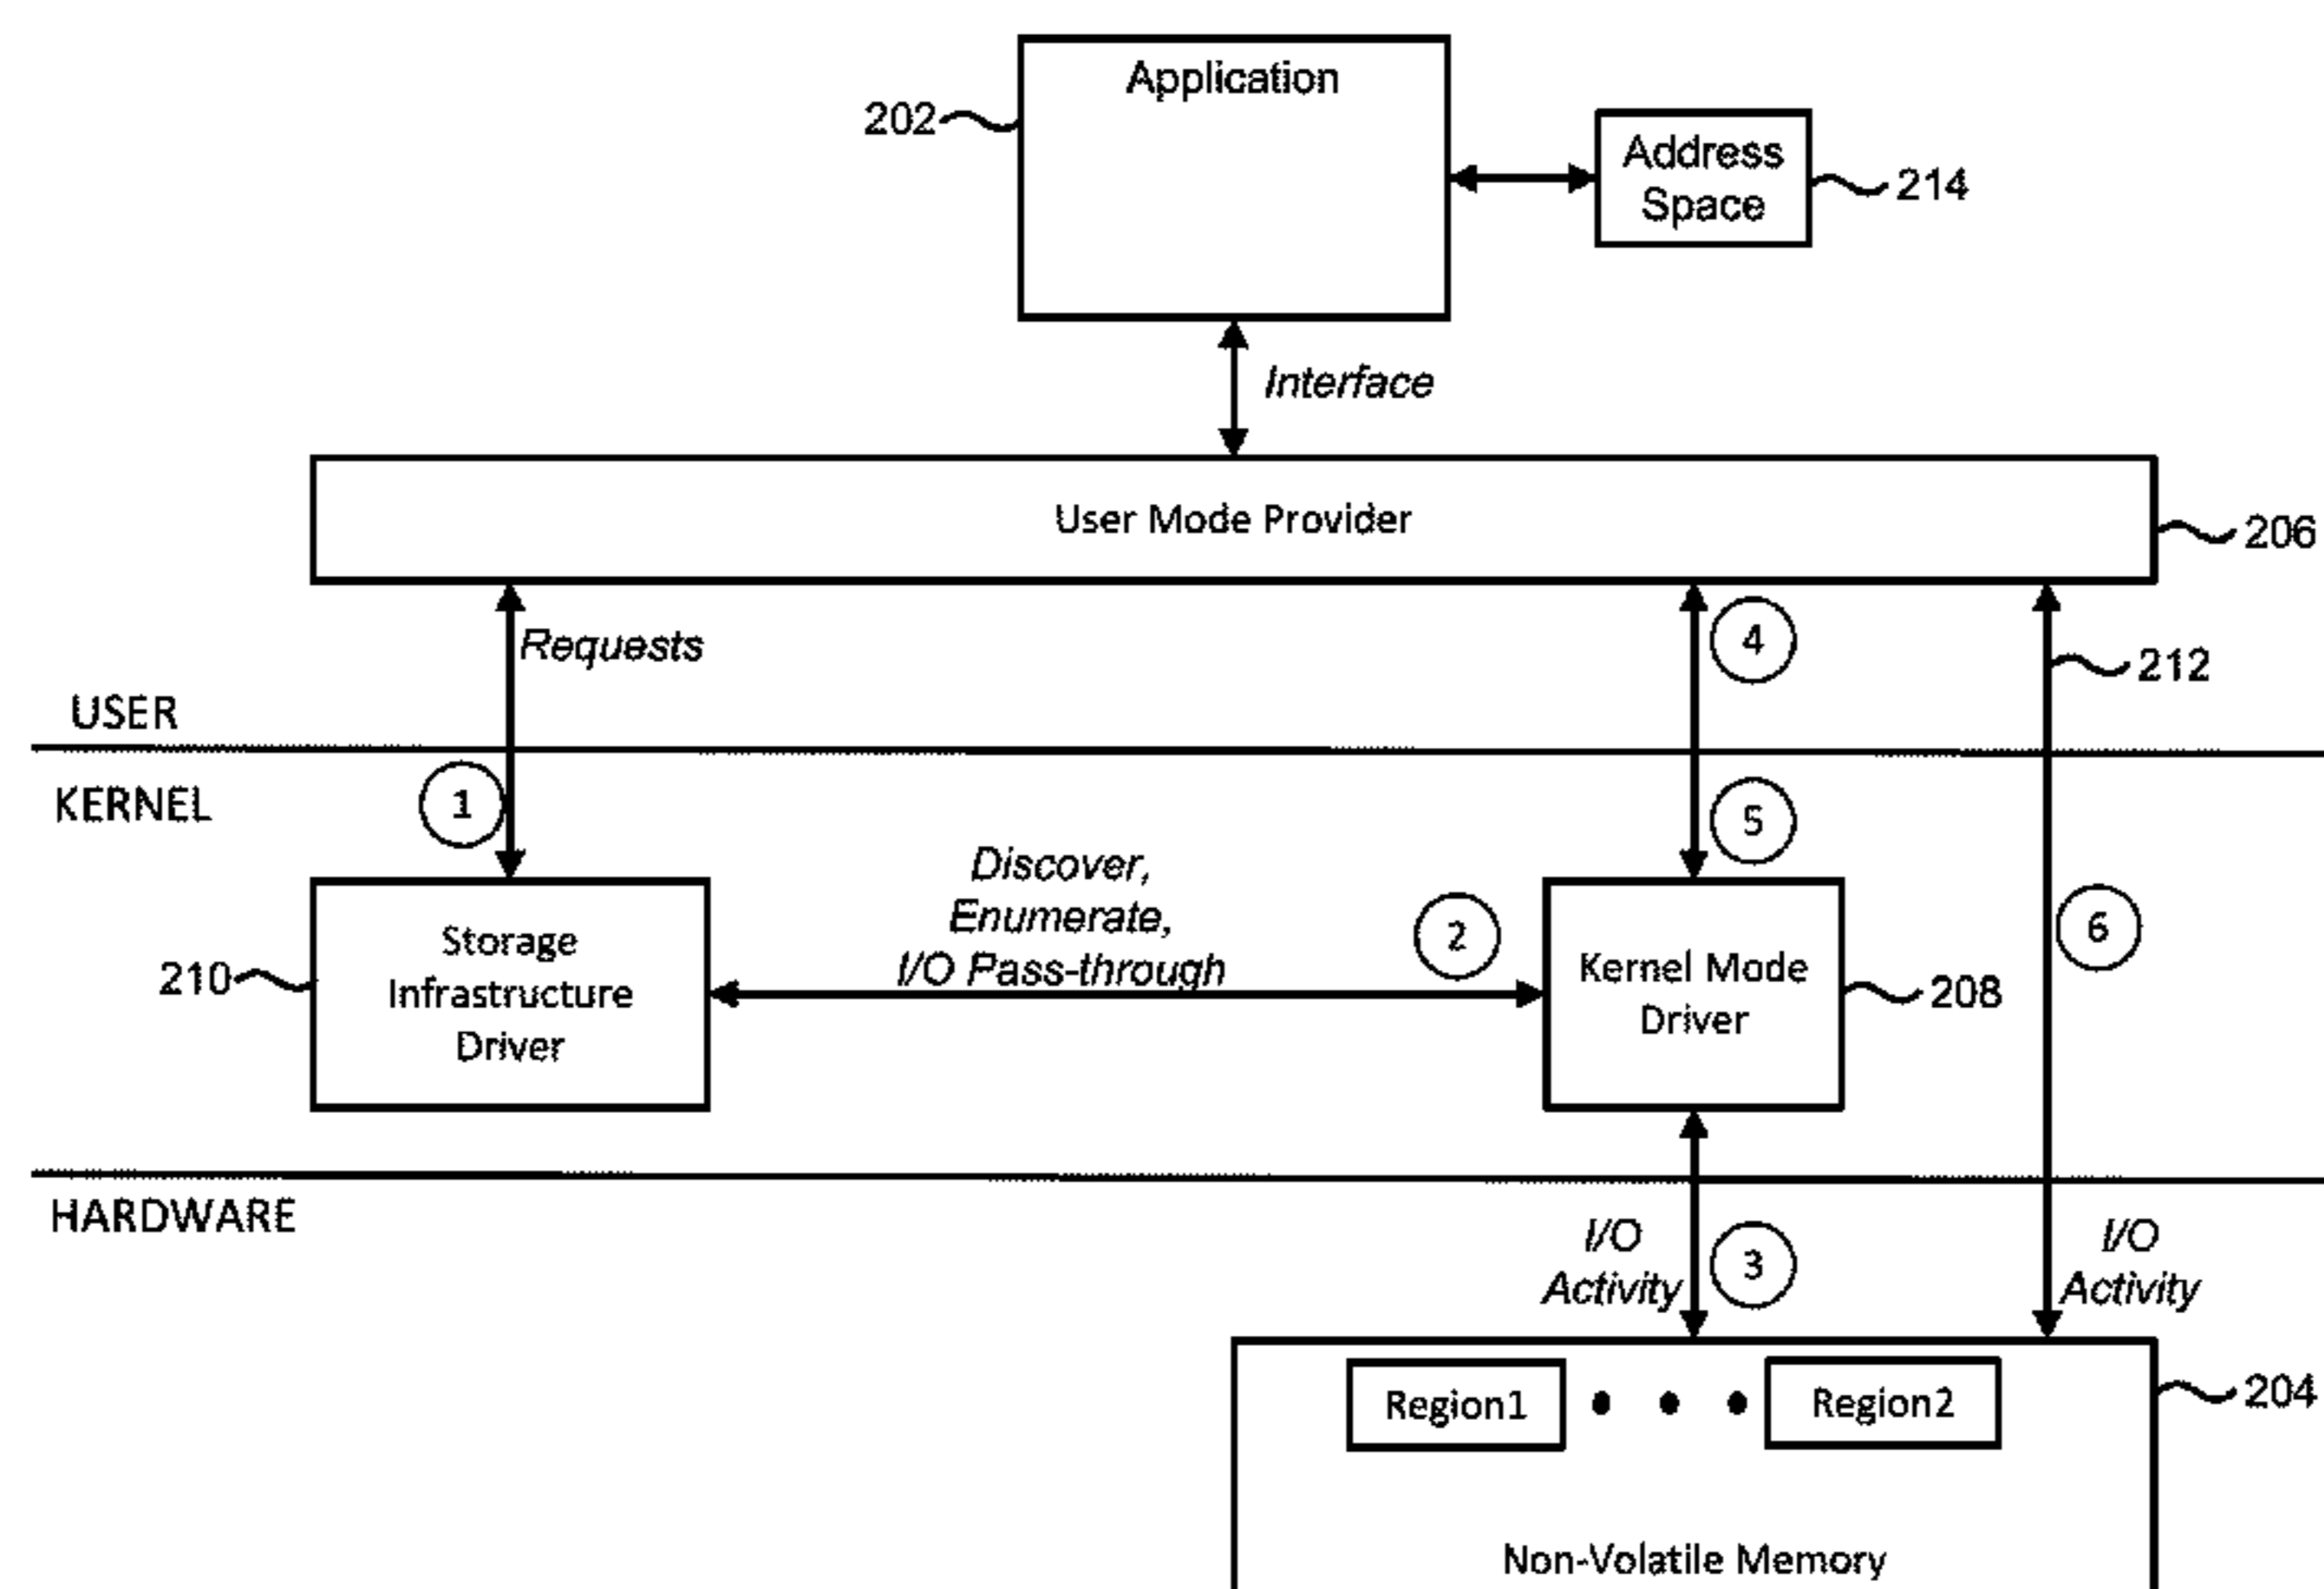 Application
202
Address
Space
214
Interface
User Mode Provider
206
Requests
4
212
USER
KERNEL
1
5
Discover,
Enumerate,
I/O Pass-through
2
6
Storage
Infrastructure
Driver
210
Kernel Mode
Driver
208
HARDWARE
I/O
Activity
3
I/O
Activity
Region1
Region2
204
Non-Volatile Memory